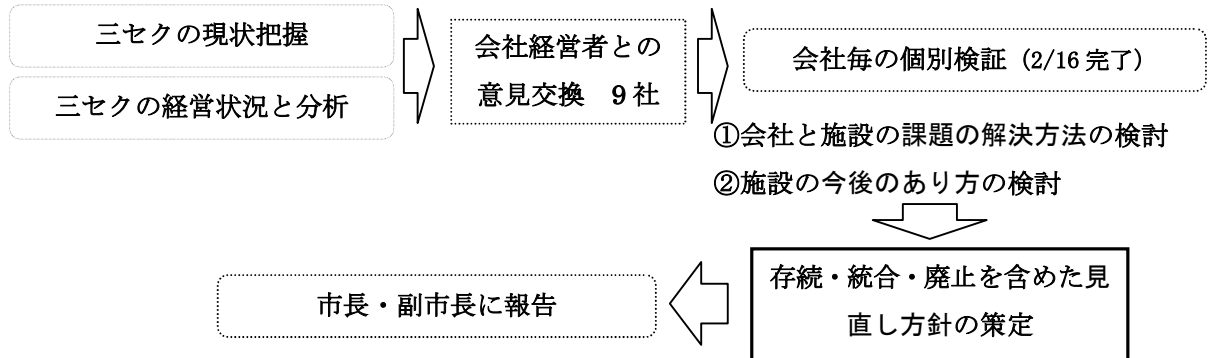 三セクの現状把握
三セクの経営状況と分析
会社経営者との
意見交換　９社
会社毎の個別検証（2/16 完了）
①会社と施設の課題の解決方法の検討
②施設の今後のあり方の検討
存続・統合・廃止を含めた見
直し方針の策定
市長・副市長に報告